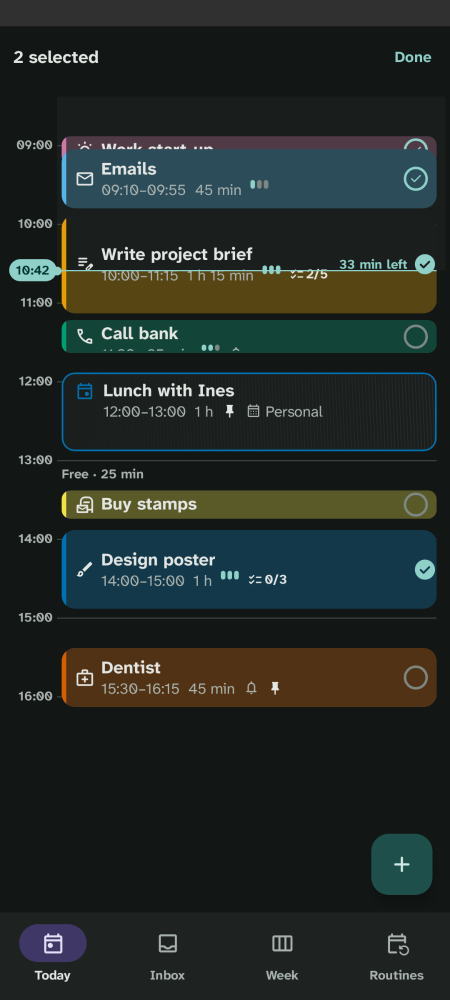 2 selected
Done
09:00
Work start-up
Emails
09:10–09:55 45 min
10:00
Write project brief
33 min left
10:42
10:00–11:15 1 h 15 min 2/5
11:00
Call bank
12:00
Lunch with Ines
12:00–13:00 1 h Personal
13:00
Free · 25 min
Buy stamps
14:00
Design poster
14:00–15:00 1 h 0/3
15:00
Dentist
15:30–16:15 45 min
16:00
Today
Inbox
Week
Routines